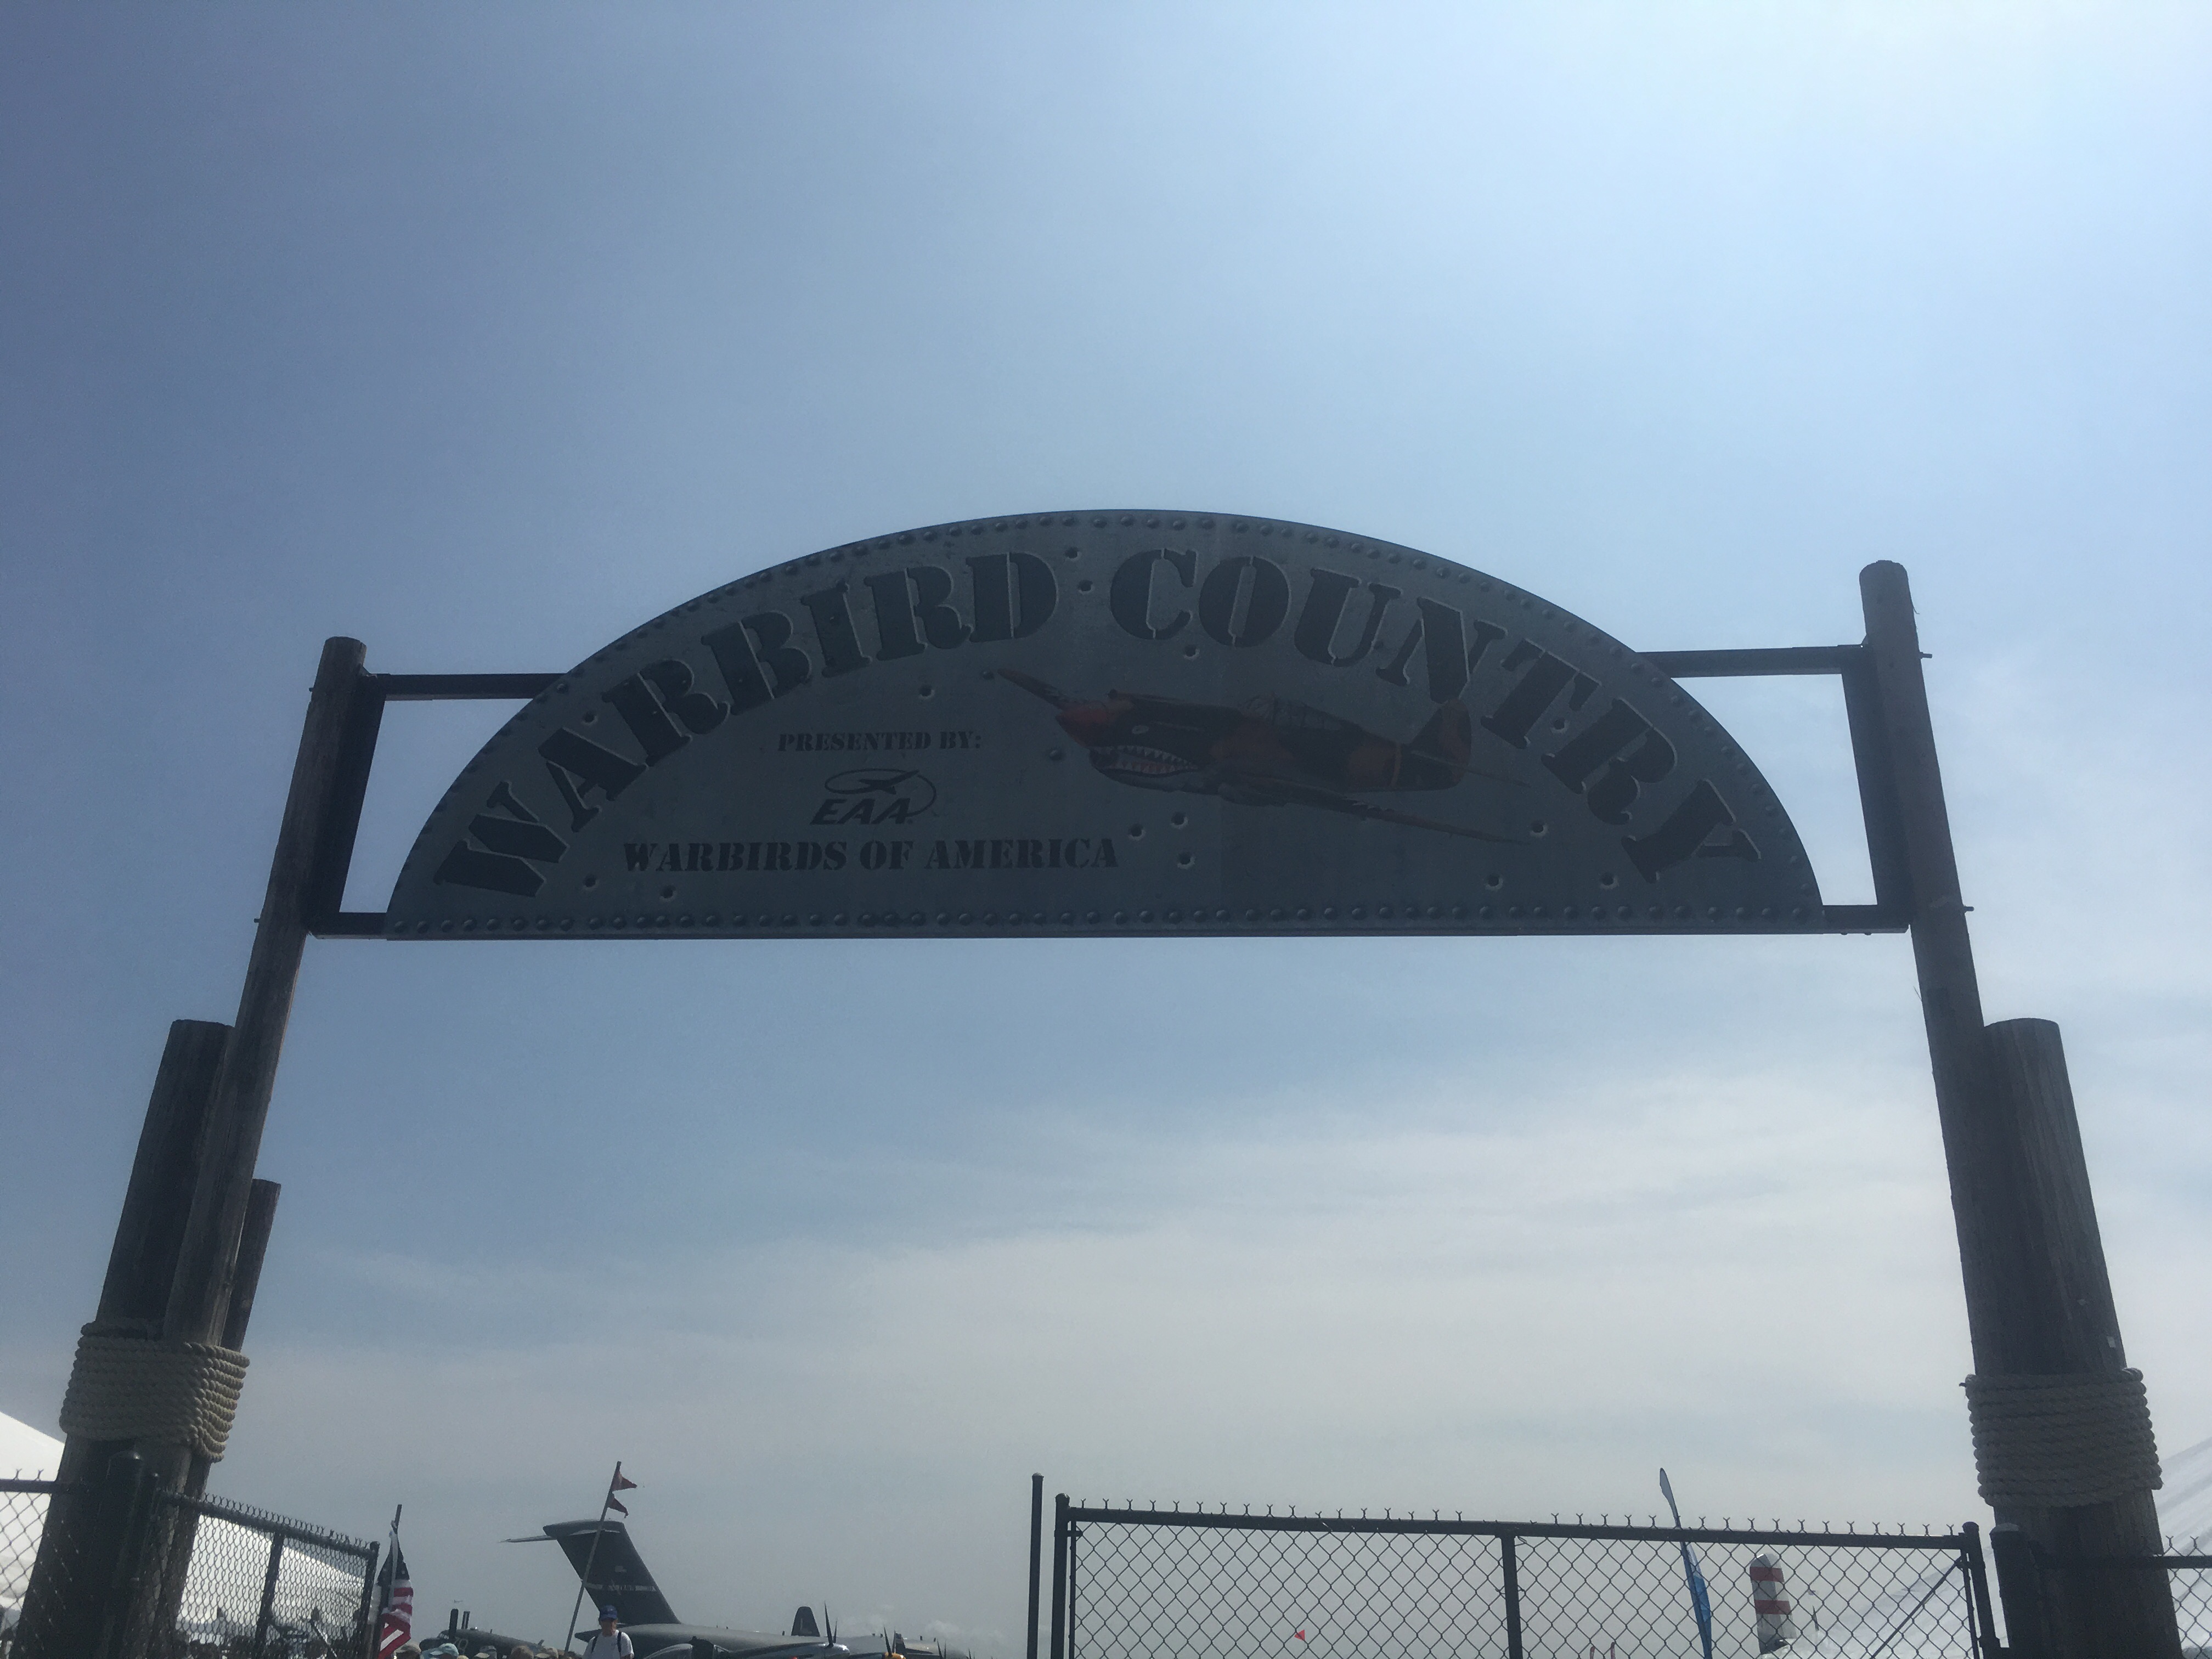 WARBIRD COUNTRY
PRESENTED BY:
EAA
WARBIRDS OF AMERICA